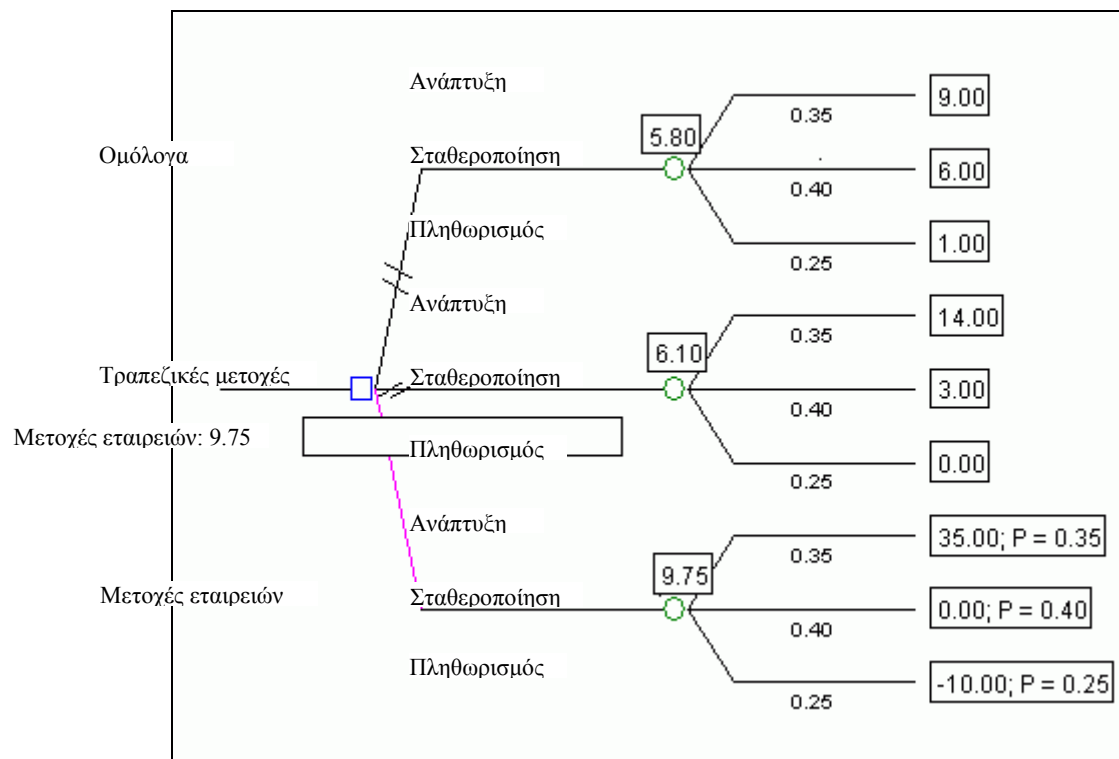 Ανάπτυξη
9.00
0.35
Ομόλογα
5.80
Σταθεροποίηση
6.00
0.40
Πληθωρισμός
1.00
0.25
Ανάπτυξη
14.00
0.35
Τραπεζικές μετοχές
6.10
Σταθεροποίηση
3.00
0.40
Μετοχές εταιρειών: 9.75
Πληθωρισμός
0.00
0.25
Ανάπτυξη
35.00; P = 0.35
0.35
Μετοχές εταιρειών
9.75
Σταθεροποίηση
0.00; P = 0.40
0.40
Πληθωρισμός
-10.00; P = 0.25
0.25